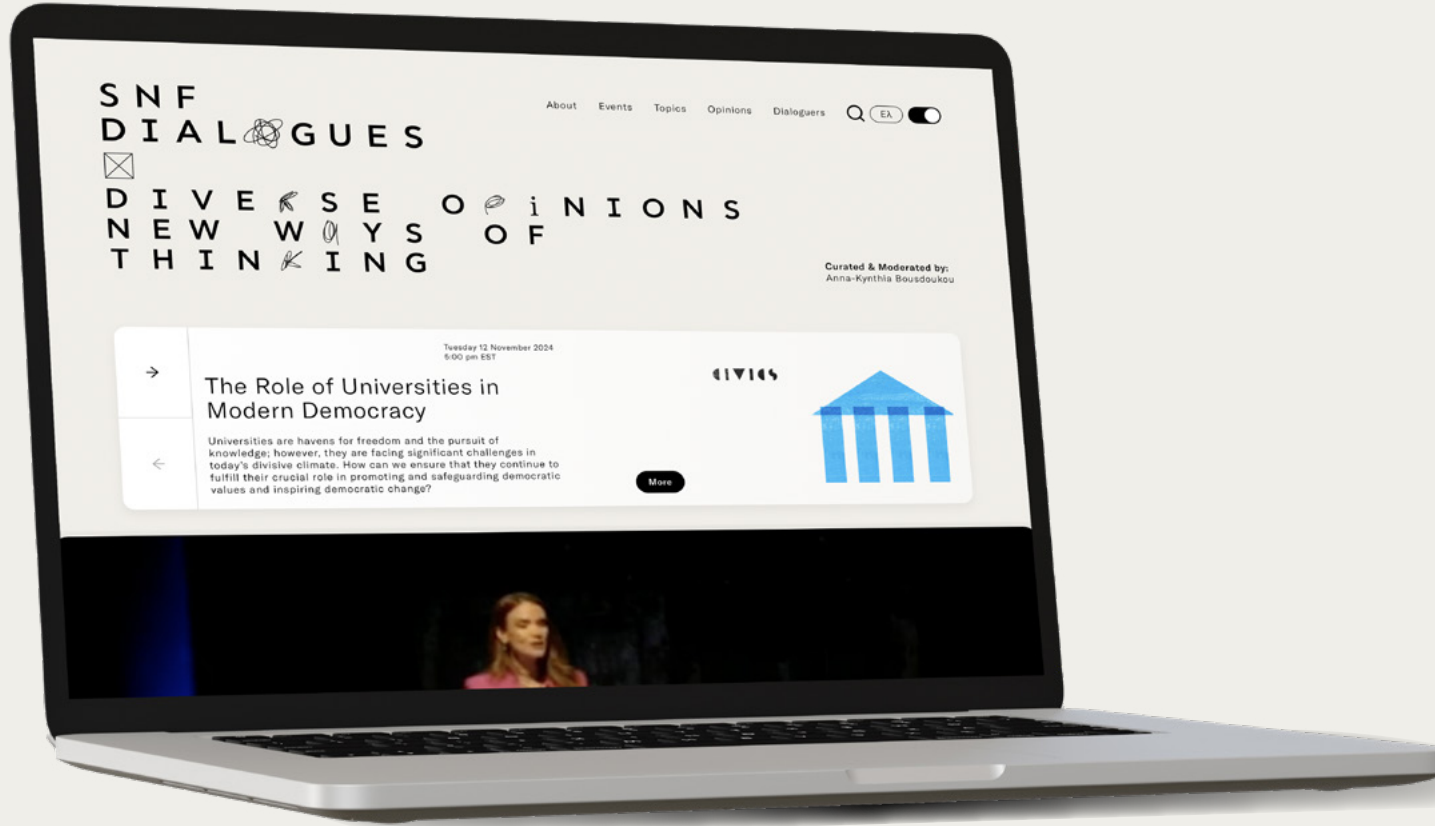 SNF
DIALOGUES
About Events Topics Opinions Dialoguers Ελ
DIVERSE OPiNIONS
NEW WAYS OF
THINKING
Curated & Moderated by:
Anna-Kynthia Bousdoukou
Tuesday 12 November 2024
5:00 pm EST
CIVICS
The Role of Universities in
Modern Democracy
Universities are havens for freedom and the pursuit of
knowledge; however, they are facing significant challenges in
today's divisive climate. How can we ensure that they continue to
fulfill their crucial role in promoting and safeguarding democratic
values and inspiring democratic change?
More